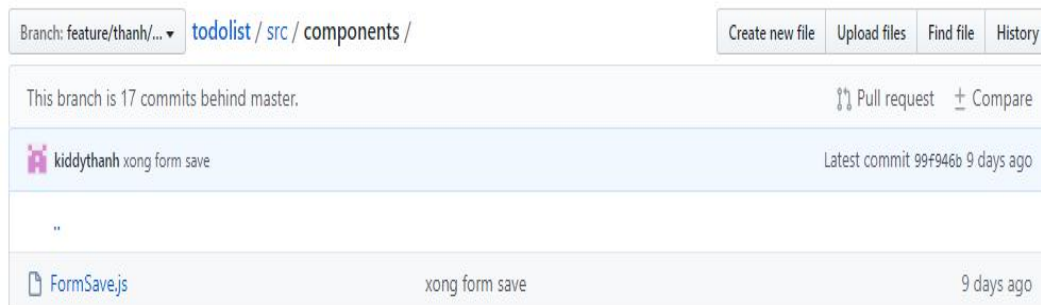 Branch: feature/thanh/... todolist / src / components / Create new file Upload files Find file History
This branch is 17 commits behind master. Pull request Compare
kiddythanh xong form save Latest commit 99f946b 9 days ago
..
FormSave.js xong form save 9 days ago